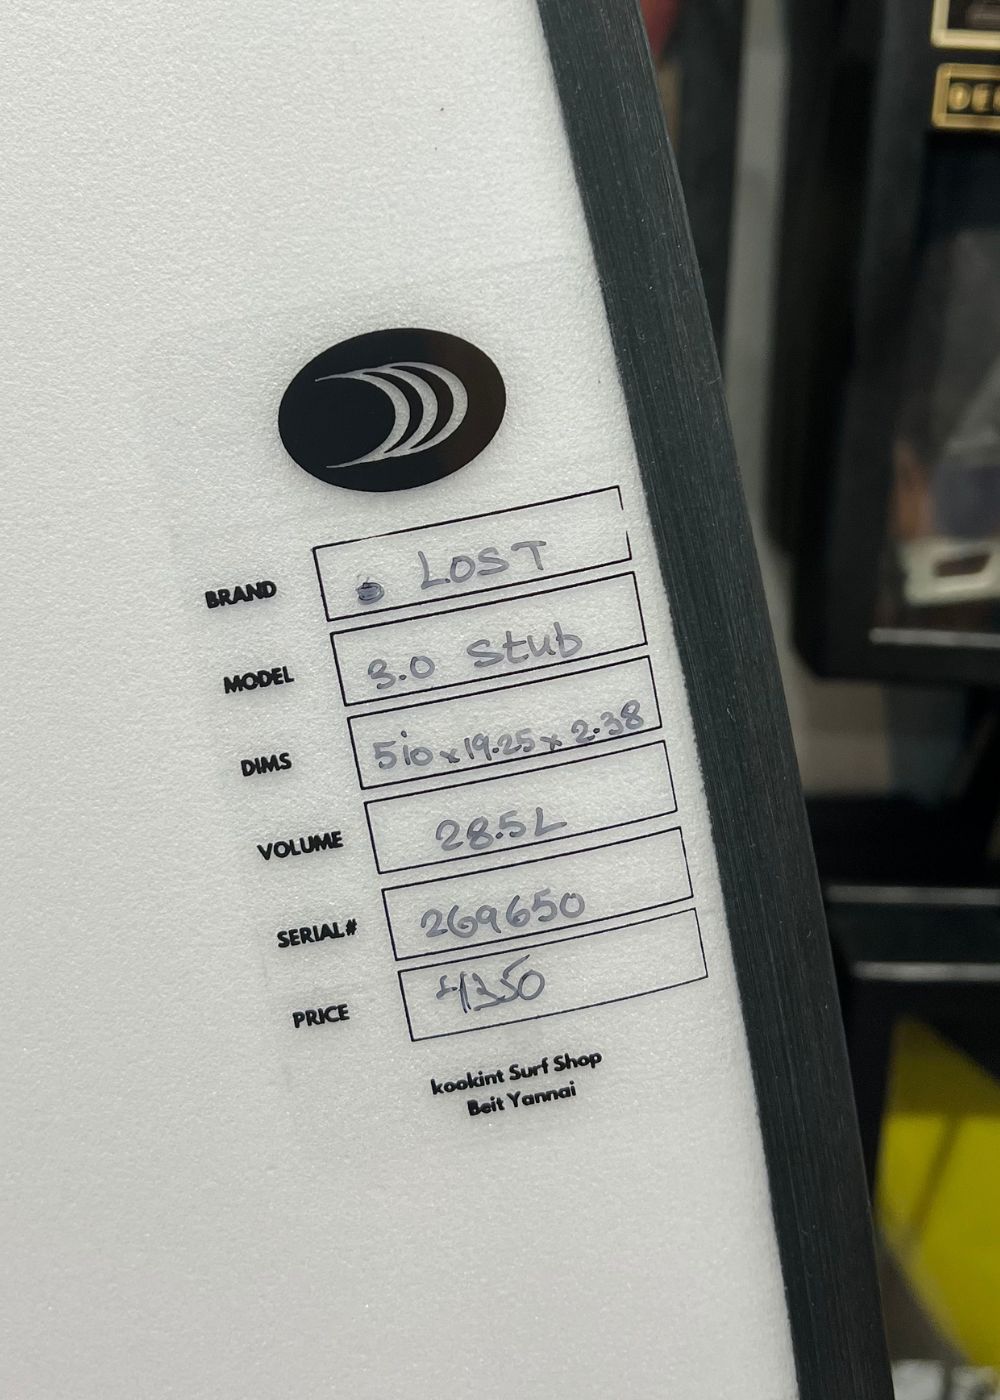 BRAND LOST
MODEL 3.0 Stub
DIMS 5'10 x 19.25 x 2.38
VOLUME 28.5L
SERIAL# 269650
PRICE 4350
kookint Surf Shop
Beit Yannai